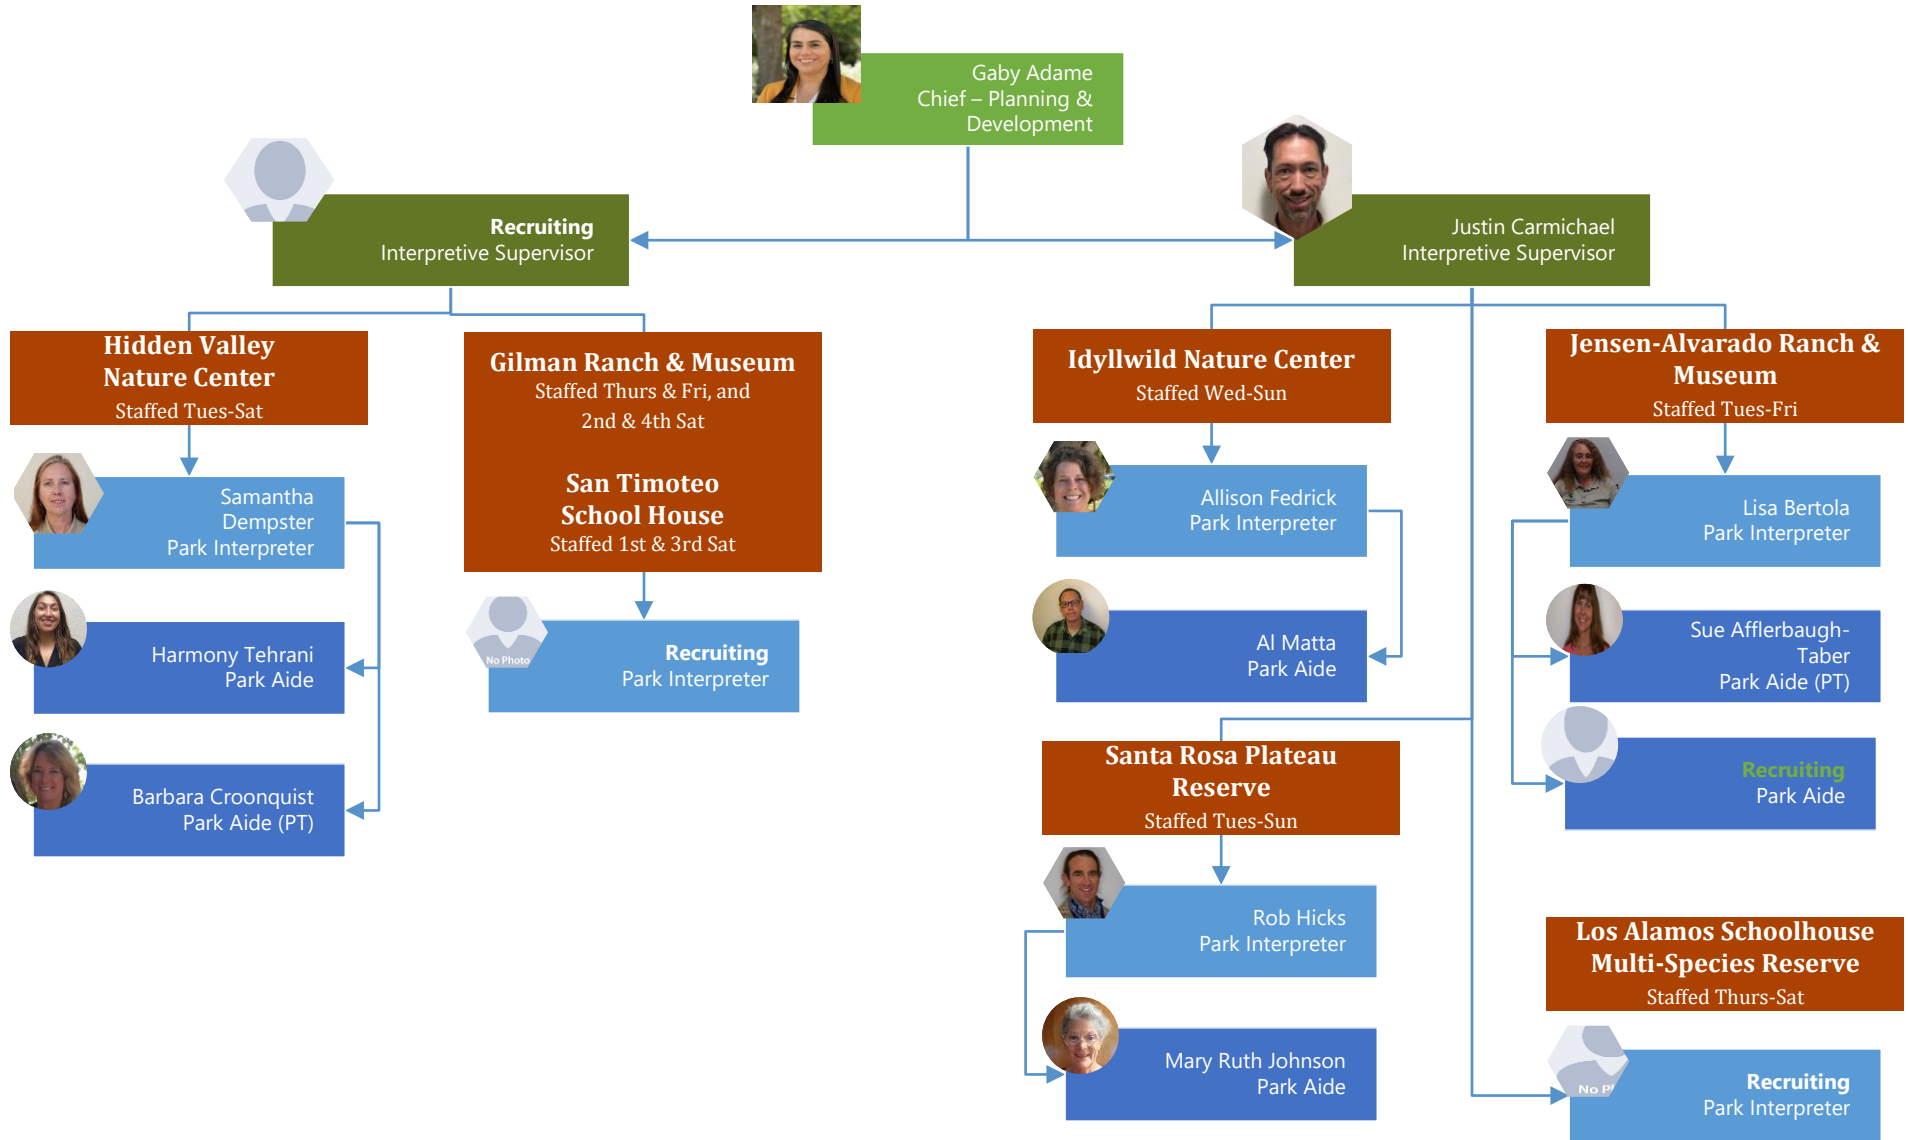 Gaby Adame
Chief – Planning &
Development
Recruiting
Interpretive Supervisor
Justin Carmichael
Interpretive Supervisor
Hidden Valley
Nature Center
Staffed Tues-Sat
Samantha
Dempster
Park Interpreter
Harmony Tehrani
Park Aide
Barbara Croonquist
Park Aide (PT)
Gilman Ranch & Museum
Staffed Thurs & Fri, and
2nd & 4th Sat
San Timoteo
School House
Staffed 1st & 3rd Sat
No Photo
Recruiting
Park Interpreter
Idyllwild Nature Center
Staffed Wed-Sun
Allison Fedrick
Park Interpreter
Al Matta
Park Aide
Santa Rosa Plateau
Reserve
Staffed Tues-Sun
Rob Hicks
Park Interpreter
Mary Ruth Johnson
Park Aide
Jensen-Alvarado Ranch &
Museum
Staffed Tues-Fri
Lisa Bertola
Park Interpreter
Sue Afflerbaugh-
Taber
Park Aide (PT)
Recruiting
Park Aide
Los Alamos Schoolhouse
Multi-Species Reserve
Staffed Thurs-Sat
No
Recruiting
Park Interpreter